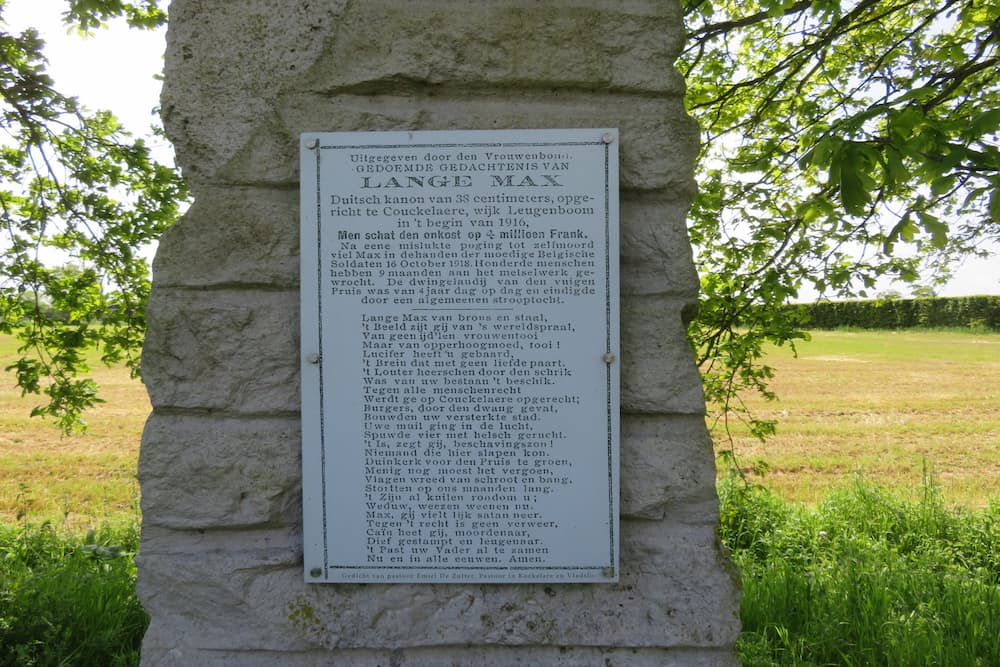 Uitgegeven door den Vrouwenbond.
GEDOEMDE GEDACHTENIS VAN
LANGE MAX
Duitsch kanon van 38 centimeters, opge-
richt te Couckelaere, wijk Leugenboom
in 't begin van 1916,
Men schat den onkost op millioen Frank.
Na eene mislukte poging tot zelfmoord
viel Max in dehanden der moedige Belgische
Soldaten 16 October 1918. Honderde menschen
hebben 9 maanden aan het metselwerk ge-
wrocht. De dwingelandij van den vuigen
Pruis was van 4 jaar dag op dag en eindigde
door een algemeenen strooptocht.
Lange Max van brons en staal,
't Beeld zijt gij van 's wereldspraal,
Van geen ijd'len vrouwentooi
Maar van opperhoogmoed, fooi !
Lucifer heeft u gebaard,
't Brein dat met geen liefde paart.
't Louter heerschen door den schrik
Was van uw bestaan 't beschik.
Tegen alle menschenrecht
Werdt ge op Couckelaere opgerecht;
Burgers, door den dwang gevat,
Bouwden uw versterkte stad.
Uwe muil ging in de lucht,
Spuwde vier met helsch gerucht.
't Is, zegt gij, beschavingszon !
Niemand die hier slapen kon.
Duinkerk voor den Pruis te groen,
Menig nog moest het vergoen,
Vlagen wreed van schroot en bang,
Stortten op ons maanden lang.
't Zijn al kuilen rondom u ;
Weduw, weezen weenen nu.
Max, gij vielt lijk satan neer.
Tegen 't recht is geen verweer,
Caïn heet gij, moordenaar,
Dief gestampt en leugenaar.
't Past uw Vader al te zamen
Nu en in alle eeuwen. Amen.
Gedicht van pastoor Emiel De Zutter, Pastoor in Koekelare en Vladslo